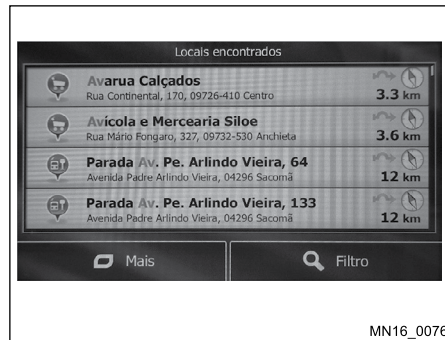 Locais encontrados
Avarua Calçados
Rua Continental, 170, 09726-410 Centro
3.3 km
Avícola e Mercearia Siloe
Rua Mário Fongaro, 327, 09732-530 Anchieta
3.6 km
Parada Av. Pe. Arlindo Vieira, 64
Avenida Padre Arlindo Vieira, 04296 Sacomã
12 km
Parada Av. Pe. Arlindo Vieira, 133
Avenida Padre Arlindo Vieira, 04296 Sacomã
12 km
Mais
Filtro
MN16_0076